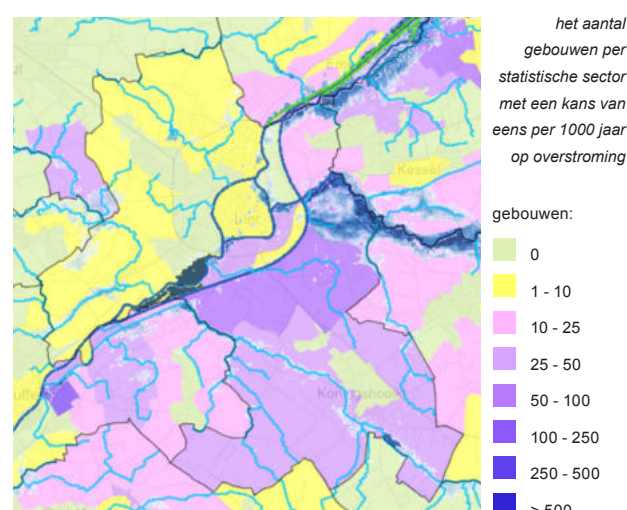 het aantal
gebouwen per
statistische sector
met een kans van
eens per 1000 jaar
op overstroming
gebouwen:
0
1 - 10
10 - 25
25 - 50
50 - 100
100 - 250
250 - 500
> 500
Kessel
Lier